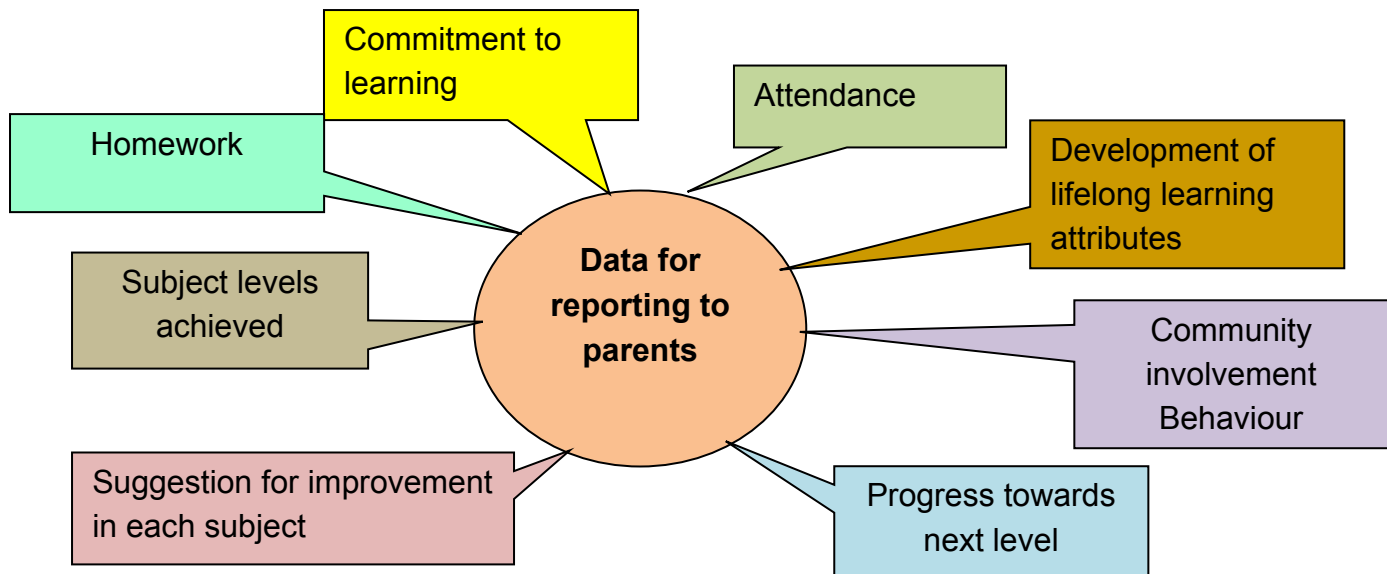 Commitment to
learning
Attendance
Homework
Development of
lifelong learning
attributes
Data for
reporting to
parents
Subject levels
achieved
Community
involvement
Behaviour
Suggestion for improvement
in each subject
Progress towards
next level